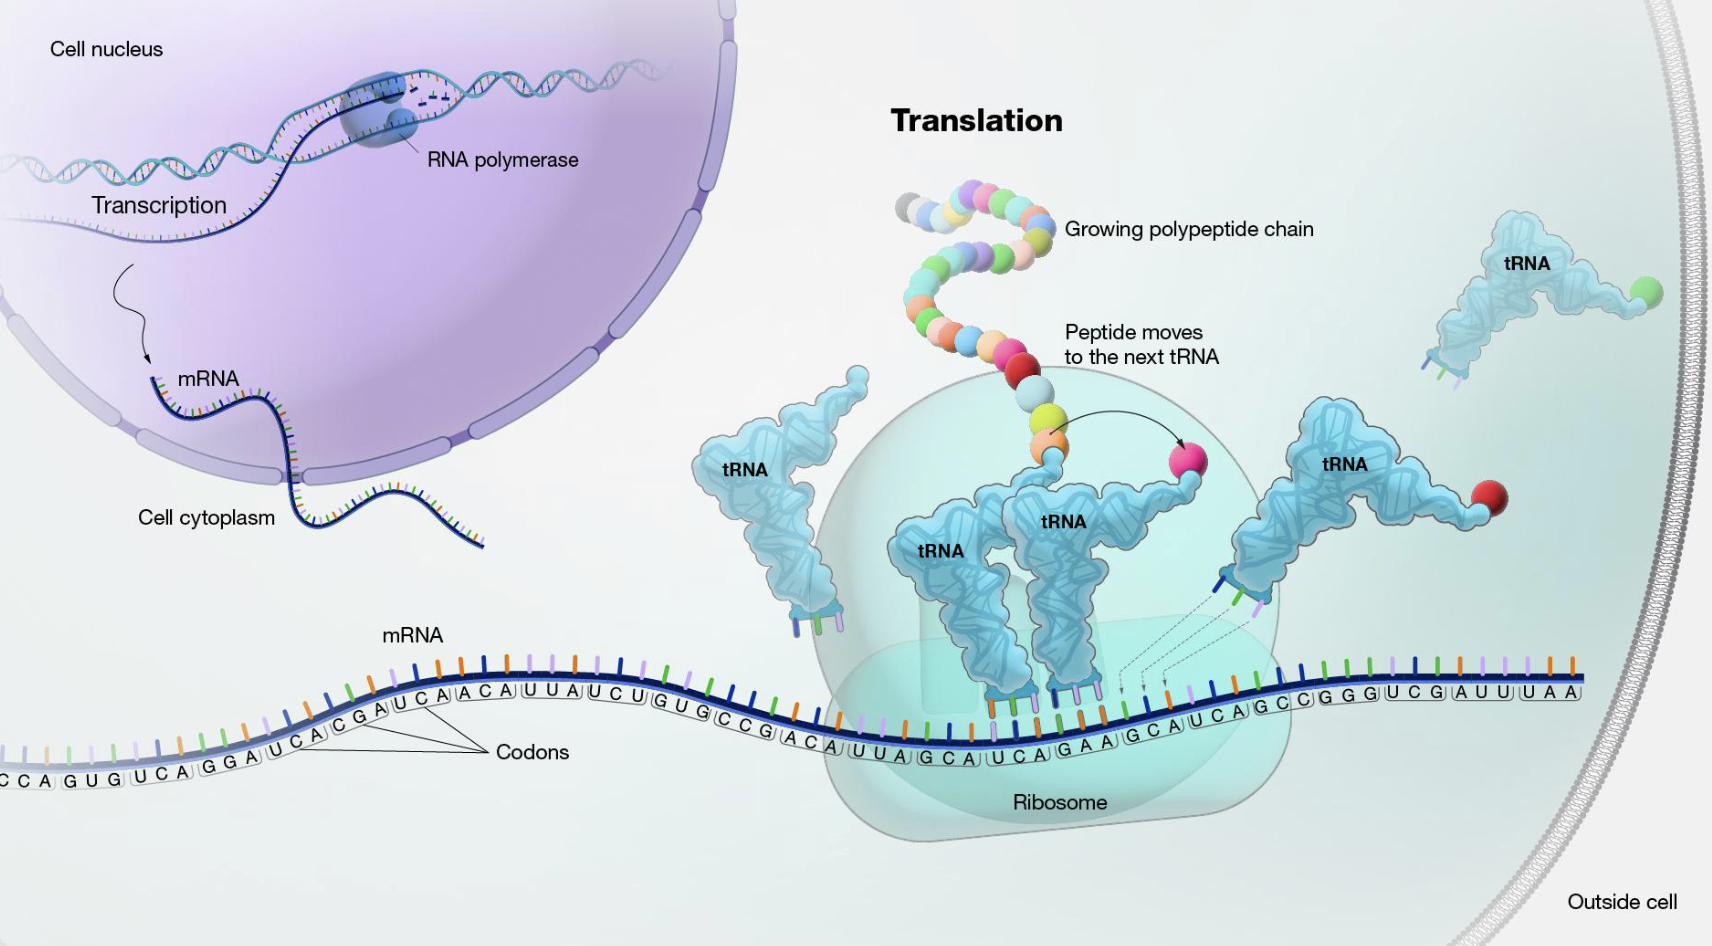 Cell nucleus
Translation
RNA polymerase
Transcription
Growing polypeptide chain
tRNA
Peptide moves
to the next tRNA
mRNA
tRNA
tRNA
Cell cytoplasm
tRNA
tRNA
mRNA
CCA GUG UCA GGA UCA CGA UCA ACA UUA UCU GUG CCG ACA UUA GCA UCA GAA GCA UCA GCC GGG UCG AUU UAA
Codons
Ribosome
Outside cell